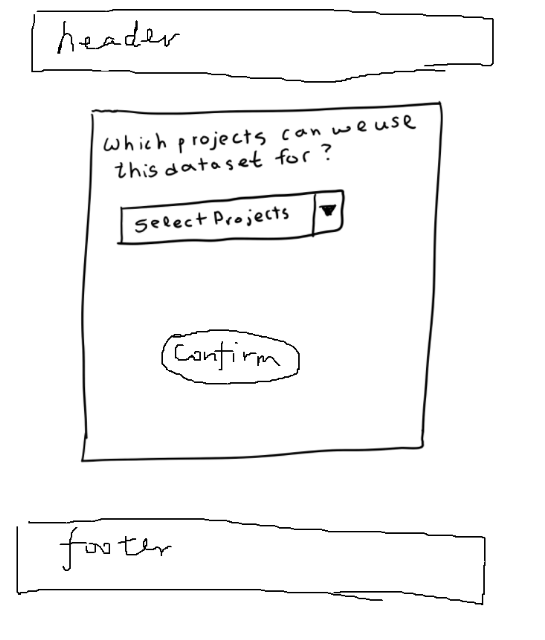 header
Which projects can we use
this dataset for?
Select Projects
Confirm
footer